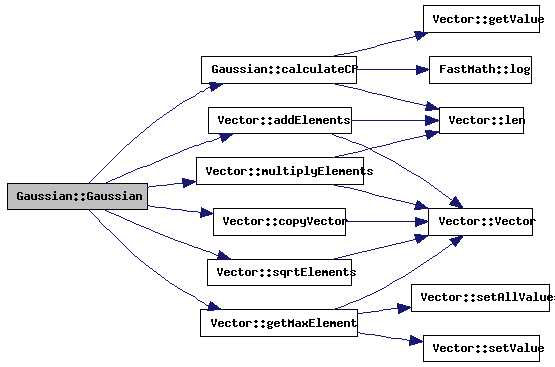 Vector::getValue
Gaussian::calculateCP
FastMath::log
Vector::addElements
Vector::len
Vector::multiplyElements
Gaussian::Gaussian
Vector::copyVector
Vector::Vector
Vector::sqrtElements
Vector::setAllValues
Vector::getMaxElement
Vector::setValue